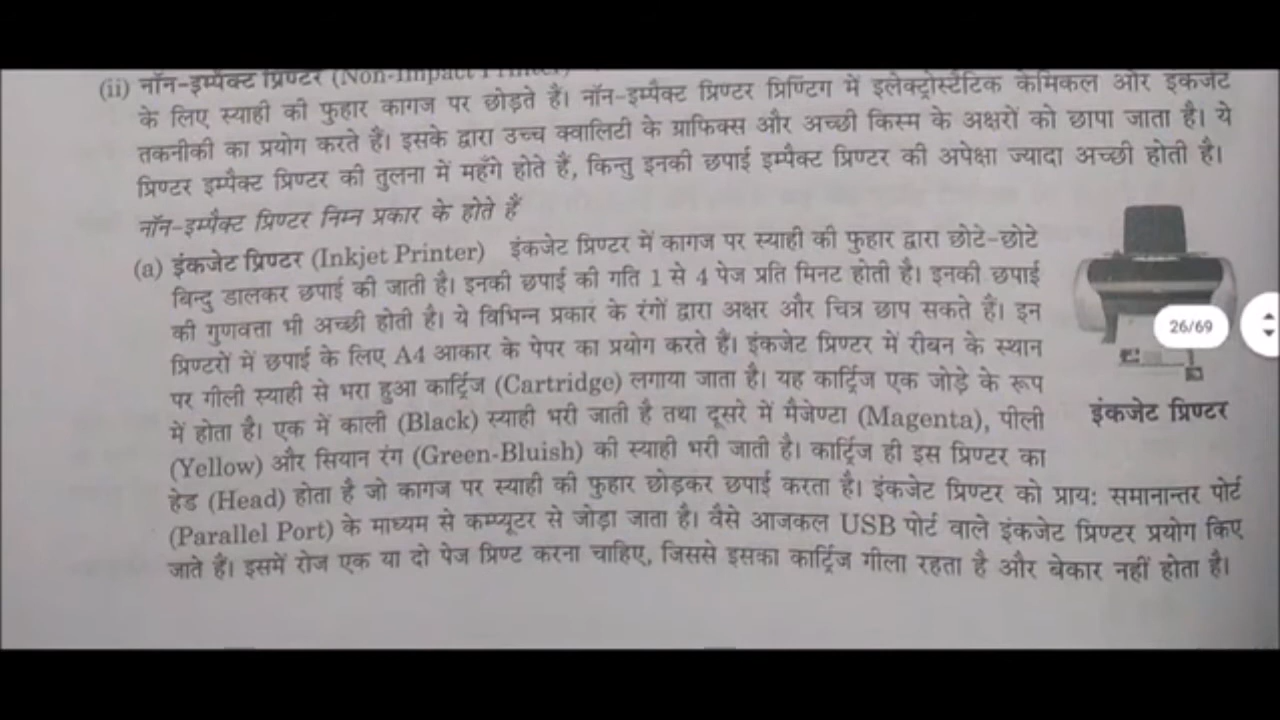 (ii) नॉन-इम्पैक्ट प्रिण्टर (Non-Impact Printer)
के लिए स्याही की फुहार कागज पर छोड़ते हैं। नॉन-इम्पैक्ट प्रिण्टर प्रिण्टिग में इलेक्ट्रोस्टैटिक केमिकल और इंकजेट
तकनीकी का प्रयोग करते हैं। इसके द्वारा उच्च क्वालिटी के ग्राफिक्स और अच्छी किस्म के अक्षरों को छापा जाता है। ये
प्रिण्टर इम्पैक्ट प्रिण्टर की तुलना में महँगे होते हैं, किन्तु इनकी छपाई इम्पैक्ट प्रिण्टर की अपेक्षा ज्यादा अच्छी होती है।
नॉन-इम्पैक्ट प्रिण्टर निम्न प्रकार के होते हैं
(a) इंकजेट प्रिण्टर (Inkjet Printer) इंकजेट प्रिण्टर में कागज पर स्याही की फुहार द्वारा छोटे-छोटे
बिन्दु डालकर छपाई की जाती है। इनकी छपाई की गति 1 से 4 पेज प्रति मिनट होती है। इनकी छपाई
की गुणवत्ता भी अच्छी होती है। ये विभिन्न प्रकार के रंगों द्वारा अक्षर और चित्र छाप सकते हैं। इन
प्रिण्टरों में छपाई के लिए A4 आकार के पेपर का प्रयोग करते हैं। इंकजेट प्रिण्टर में रीबन के स्थान
पर गीली स्याही से भरा हुआ कार्ट्रिज (Cartridge) लगाया जाता है। यह कार्ट्रिज एक जोड़े के रूप
में होता है। एक में काली (Black) स्याही भरी जाती है तथा दूसरे में मैजेण्टा (Magenta), पीली
(Yellow) और सियान रंग (Green-Bluish) की स्याही भरी जाती है। कार्ट्रिज ही इस प्रिण्टर का
हेड (Head) होता है जो कागज पर स्याही की फुहार छोड़कर छपाई करता है। इंकजेट प्रिण्टर को प्राय: समानान्तर पोर्ट
(Parallel Port) के माध्यम से कम्प्यूटर से जोड़ा जाता है। वैसे आजकल USB पोर्ट वाले इंकजेट प्रिण्टर प्रयोग किए
जाते हैं। इसमें रोज एक या दो पेज प्रिण्ट करना चाहिए, जिससे इसका कार्ट्रिज गीला रहता है और बेकार नहीं होता है।
26/69
इंकजेट प्रिण्टर